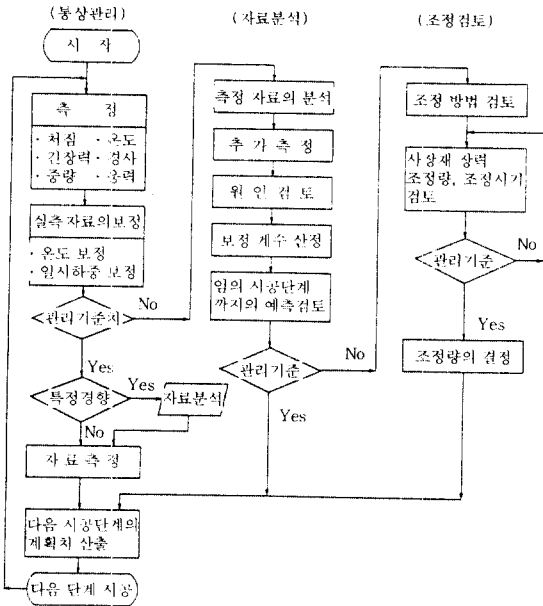 (통상관리)
시 작
측 정
· 처짐 · 온도
· 긴장력 · 경사
· 중량 · 응력
실측 자료의보정
· 온도 보정
· 일시하중 보정
관리기준치
No
Yes
특정경향
Yes
자료분석
No
자 료 측 정
다음 시공단계의
계획치 산출
다음 단계 시공
(자료분석)
측정 자료의 분석
추 가 측 정
원 인 검 토
보정 계수 산정
임의 시공단계
까지의 예측검토
관리기준
No
Yes
(조정검토)
조정 방법 검토
사장재 장력
조정량, 조정시기
검토
관리기준
No
Yes
조정량의 결정